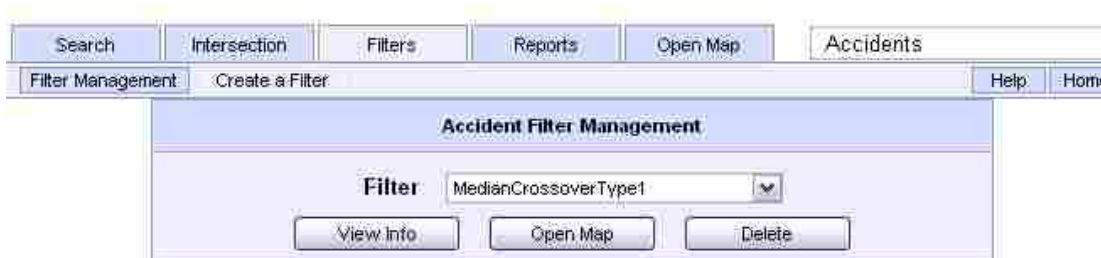 Search Intersection Filters Reports Open Map Accidents
Filter Management Create a Filter Help Home
Accident Filter Management
Filter MedianCrossoverType1
View Info Open Map Delete